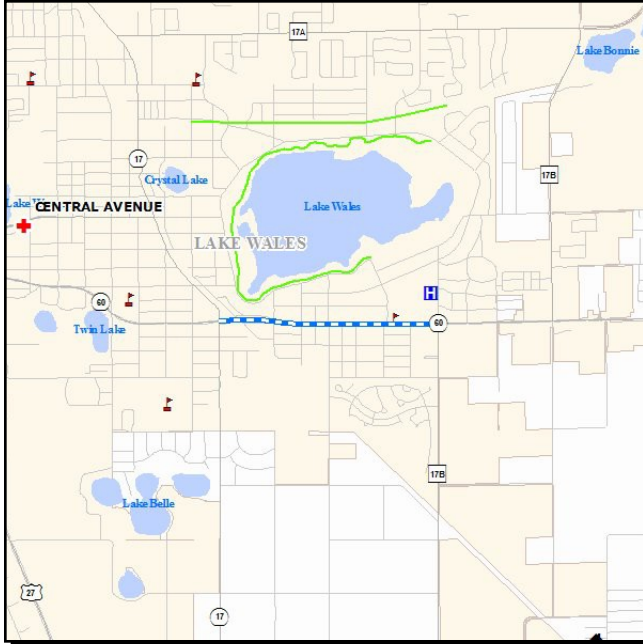 17A
Lake Bonnie
17
17B
Crystal Lake
CENTRAL AVENUE
Lake Wales
LAKE WALES
H
60
60
Twin Lake
17B
Lake Belle
27
17